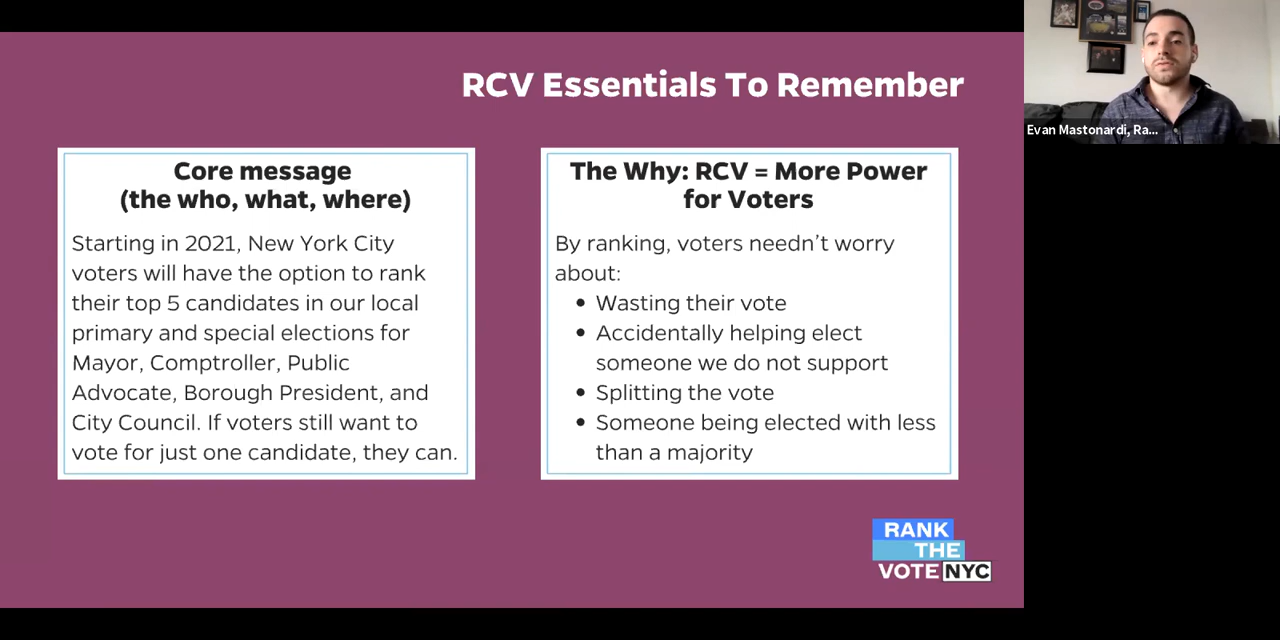 RCV Essentials To Remember
Core message
(the who, what, where)
Starting in 2021, New York City
voters will have the option to rank
their top 5 candidates in our local
primary and special elections for
Mayor, Comptroller, Public
Advocate, Borough President, and
City Council. If voters still want to
vote for just one candidate, they can.
The Why: RCV = More Power
for Voters
By ranking, voters needn't worry
about:
• Wasting their vote
• Accidentally helping elect
someone we do not support
• Splitting the vote
• Someone being elected with less
than a majority
RANK
THE
VOTE NYC
Evan Mastonardi, Ra...